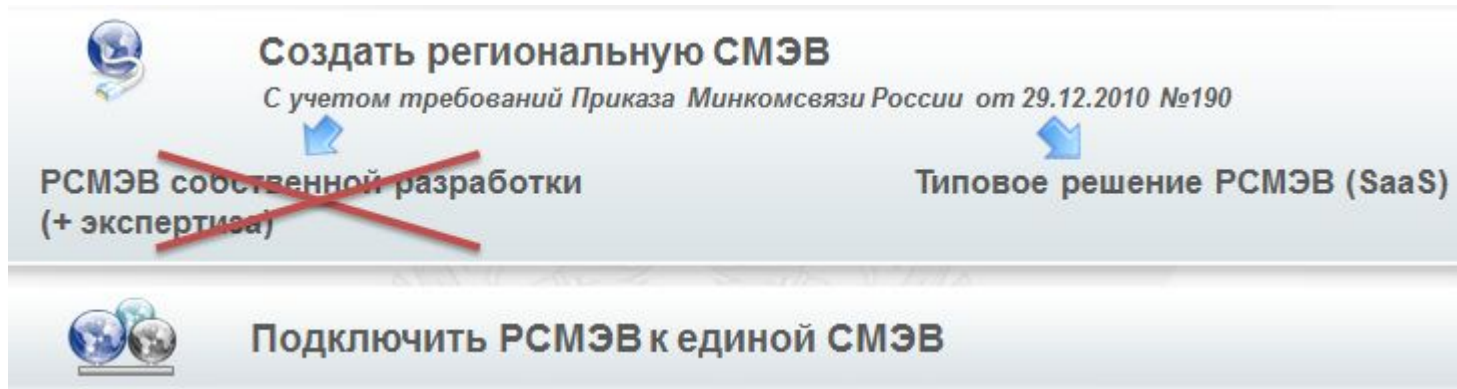 Создать региональную СМЭВ
С учетом требований Приказа Минкомсвязи России от 29.12.2010 №190
РСМЭВ собственной разработки
(+ экспертиза)
Типовое решение РСМЭВ (SaaS)
Подключить РСМЭВ к единой СМЭВ